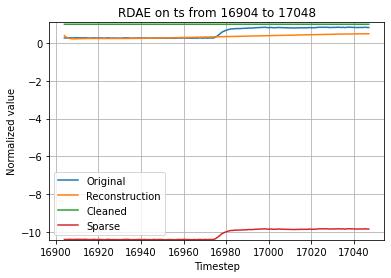 RDAE on ts from 16904 to 17048
Normalized value
0
−2
−4
−6
−8
−10
Original
Reconstruction
Cleaned
Sparse
16900 16920 16940 16960 16980 17000 17020 17040
Timestep